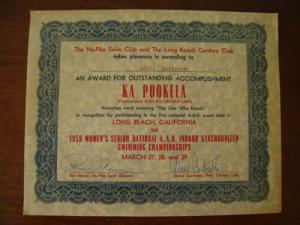 The Nu-Pike Swim Club and The Long Beach Century Club
takes pleasure in awarding to
AN AWARD FOR OUTSTANDING ACCOMPLISHMENT
KA POOKELA
Hawaiian word meaning "The One Who Excels"
in recognition for participating in the first national A.A.U. event held in
LONG BEACH, CALIFORNIA
THE
1959 WOMEN'S SENIOR NATIONAL A.A.U. INDOOR SYNCHRONIZED
SWIMMING CHAMPIONSHIPS
MARCH 27, 28, and 29